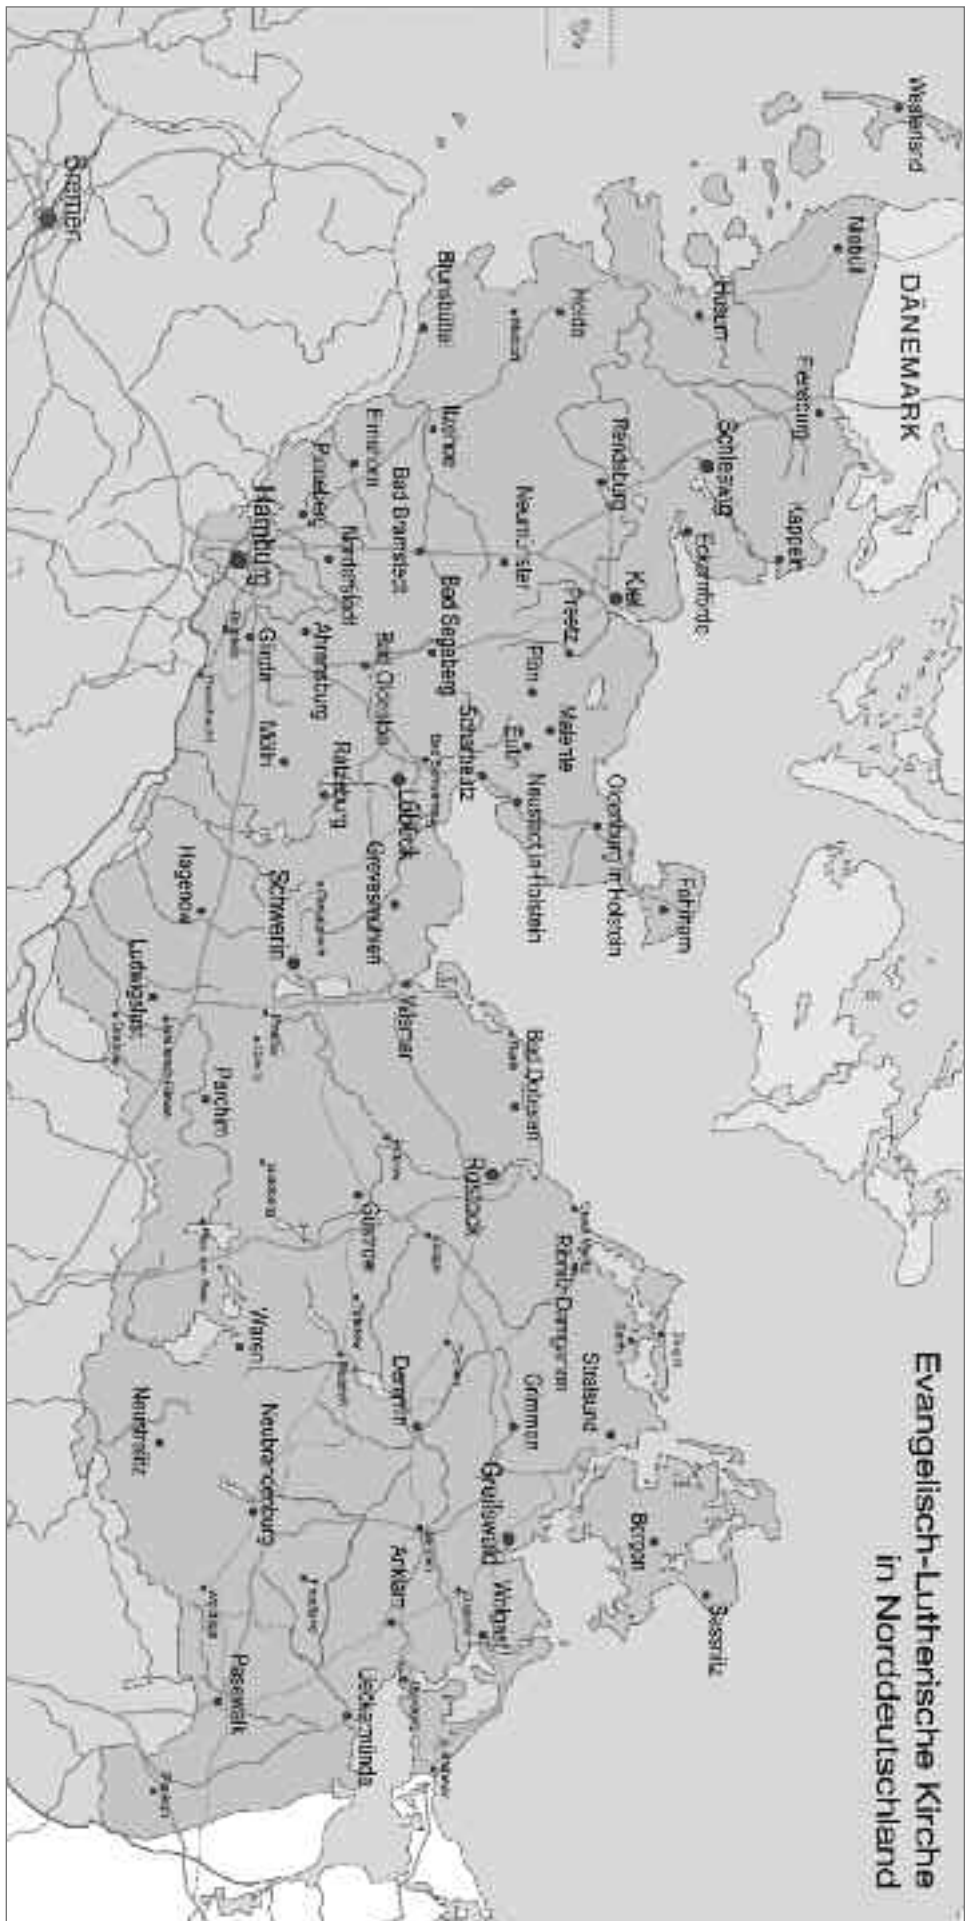 Evangelisch-Lutherische Kirche
in Norddeutschland
DÄNEMARK
Westerland
Niebüll
Flensburg
Kappeln
Husum
Schleswig
Eckernförde
Heide
Rendsburg
Kiel
Preetz
Plön
Malente
Eutin
Oldenburg in Holstein
Fehmarn
Neustadt in Holstein
Scharbeutz
Brunsbüttel
Itzehoe
Neumünster
Bad Segeberg
Bad Bramstedt
Elmshorn
Pinneberg
Norderstedt
Ahrensburg
Bad Oldesloe
Lübeck
Hamburg
Glinde
Mölln
Ratzeburg
Bremen
Grevesmühlen
Wismar
Bad Doberan
Rostock
Schwerin
Hagenow
Ludwigslust
Parchim
Güstrow
Ribnitz-Damgarten
Stralsund
Grimmen
Demmin
Waren
Neustrelitz
Neubrandenburg
Greifswald
Wolgast
Anklam
Bergen
Sassnitz
Ueckermünde
Pasewalk